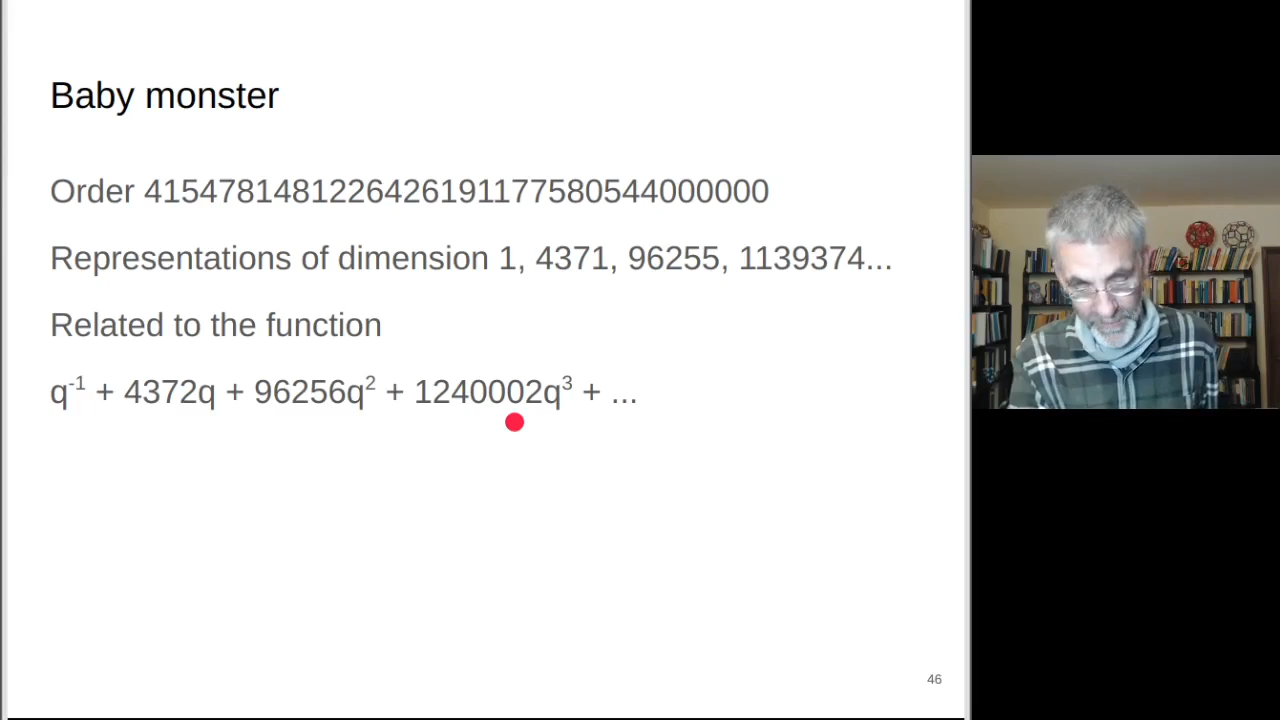 Baby monster
Order 4154781481226426191177580544000000
Representations of dimension 1, 4371, 96255, 1139374...
Related to the function
q⁻¹ + 4372q + 96256q² + 1240002q³ + ...
46